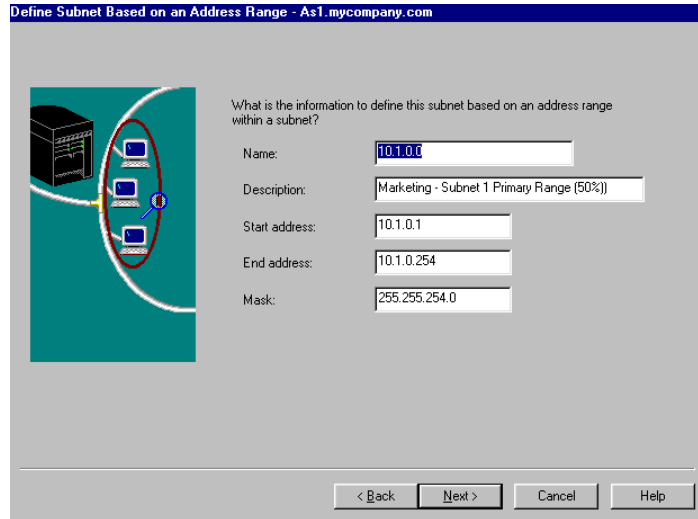 Define Subnet Based on an Address Range - As1.mycompany.com
What is the information to define this subnet based on an address range
within a subnet?
Name: 10.1.0.0
Description: Marketing - Subnet 1 Primary Range (50%))
Start address: 10.1.0.1
End address: 10.1.0.254
Mask: 255.255.254.0
< Back Next > Cancel Help